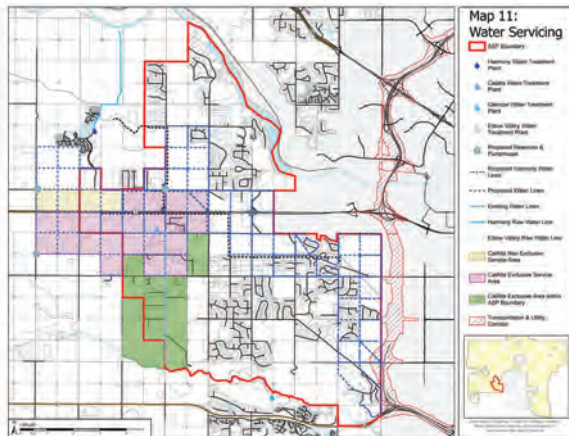 Map 11:
Water Servicing
ASP Boundary
Harmony Water Treatment
Plant
Calalta Water Treatment
Plant
Glencoe Water Treatment
Plant
Elbow Valley Water
Treatment Plant
Proposed Reservoir &
Pumphouse
Proposed Harmony Water
Lines
Proposed Water Lines
Existing Water Lines
Harmony Raw Water Line
Elbow Valley Raw Water Line
Calalta Non Exclusive
Service Area
Calalta Exclusive Service
Area
Calalta Exclusive Area within
ASP Boundary
Transportation & Utility
Corridor